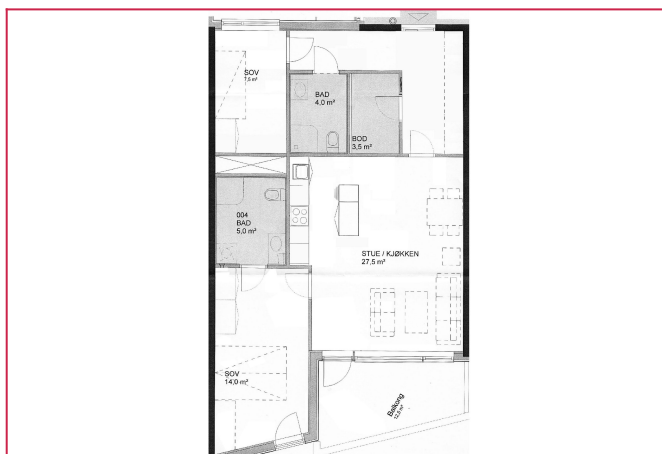 SOV
7,5 m²
BAD
4,0 m²
BOD
3,5 m²
004
BAD
5,0 m²
STUE / KJØKKEN
27,5 m²
SOV
14,0 m²
Balkong